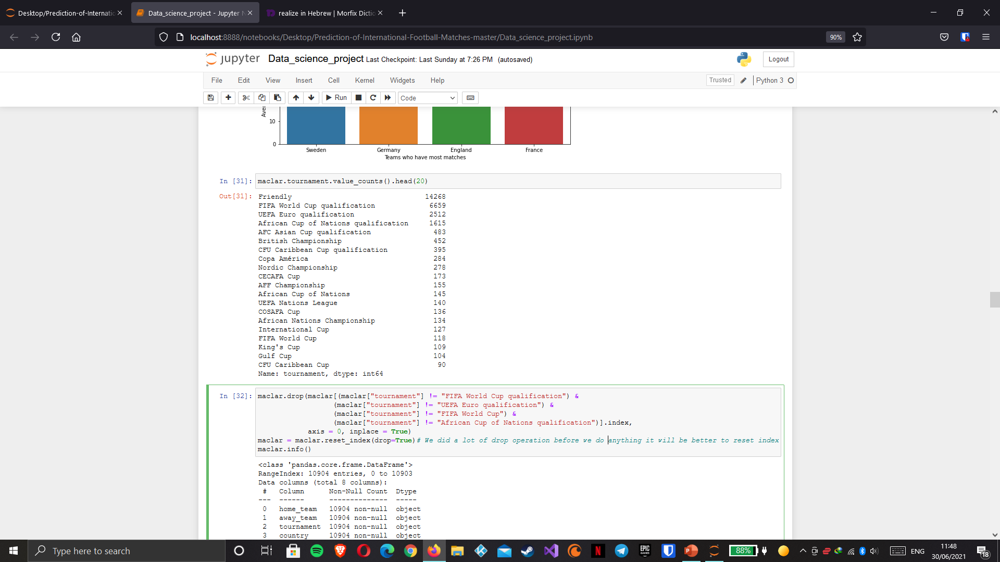 Desktop/Prediction-of-Internatio
Data_science_project - Jupyter N
realize in Hebrew | Morfix Dictio
localhost:8888/notebooks/Desktop/Prediction-of-International-Football-Matches-master/Data_science_project.ipynb
90%
jupyter Data_science_project Last Checkpoint: Last Sunday at 7:26 PM (autosaved)
Logout
File Edit View Insert Cell Kernel Widgets Help
Trusted
Python 3
Run
Code
Aver
10
0
Sweden Germany England France
Teams who have most matches
In [31]: maclar.tournament.value_counts().head(20)
Out[31]: Friendly 14268
FIFA World Cup qualification 6659
UEFA Euro qualification 2512
African Cup of Nations qualification 1615
AFC Asian Cup qualification 483
British Championship 452
CFU Caribbean Cup qualification 395
Copa América 284
Nordic Championship 278
CECAFA Cup 173
AFF Championship 155
African Cup of Nations 145
UEFA Nations League 140
COSAFA Cup 136
African Nations Championship 134
International Cup 127
FIFA World Cup 118
King's Cup 109
Gulf Cup 104
CFU Caribbean Cup 90
Name: tournament, dtype: int64
In [32]: maclar.drop(maclar[(maclar["tournament"] != "FIFA World Cup qualification") &
(maclar["tournament"] != "UEFA Euro qualification") &
(maclar["tournament"] != "FIFA World Cup") &
(maclar["tournament"] != "African Cup of Nations qualification")].index,
axis = 0, inplace = True)
maclar = maclar.reset_index(drop=True)# We did a lot of drop operation before we do anything it will be better to reset index
maclar.info()
<class 'pandas.core.frame.DataFrame'>
RangeIndex: 10904 entries, 0 to 10903
Data columns (total 8 columns):
# Column Non-Null Count Dtype
--- ------ -------------- -----
0 home_team 10904 non-null object
1 away_team 10904 non-null object
2 tournament 10904 non-null object
3 country 10904 non-null object
Type here to search
N
EPIC
GAMES
P
88%
ENG
11:48
30/06/2021
18